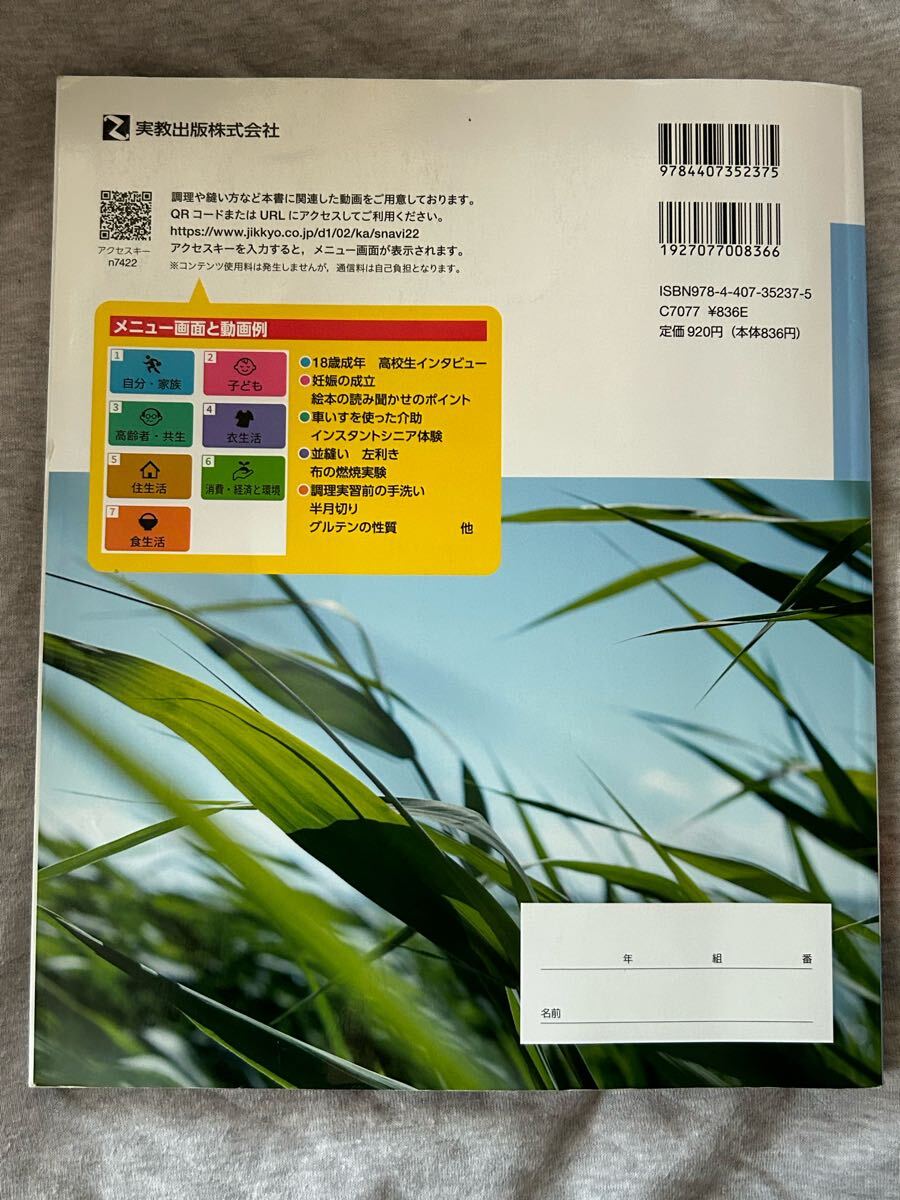 実教出版株式会社
9784407352375
1927077008366
ISBN978-4-407-35237-5
C7077 ¥836E
定価 920円（本体836円）
アクセスキー
n7422
調理や縫い方など本書に関連した動画をご用意しております。
QR コードまたは URL にアクセスしてご利用ください。
https://www.jikkyo.co.jp/d1/02/ka/snavi22
アクセスキーを入力すると，メニュー画面が表示されます。
※コンテンツ使用料は発生しませんが，通信料は自己負担となります。
メニュー画面と動画例
1 自分・家族
2 子ども
3 高齢者・共生
4 衣生活
5 住生活
6 消費・経済と環境
7 食生活
●18歳成年　高校生インタビュー
●妊娠の成立
絵本の読み聞かせのポイント
●車いすを使った介助
インスタントシニア体験
●並縫い　左利き
布の燃焼実験
●調理実習前の手洗い
半月切り
グルテンの性質　他
年　組　番
名前